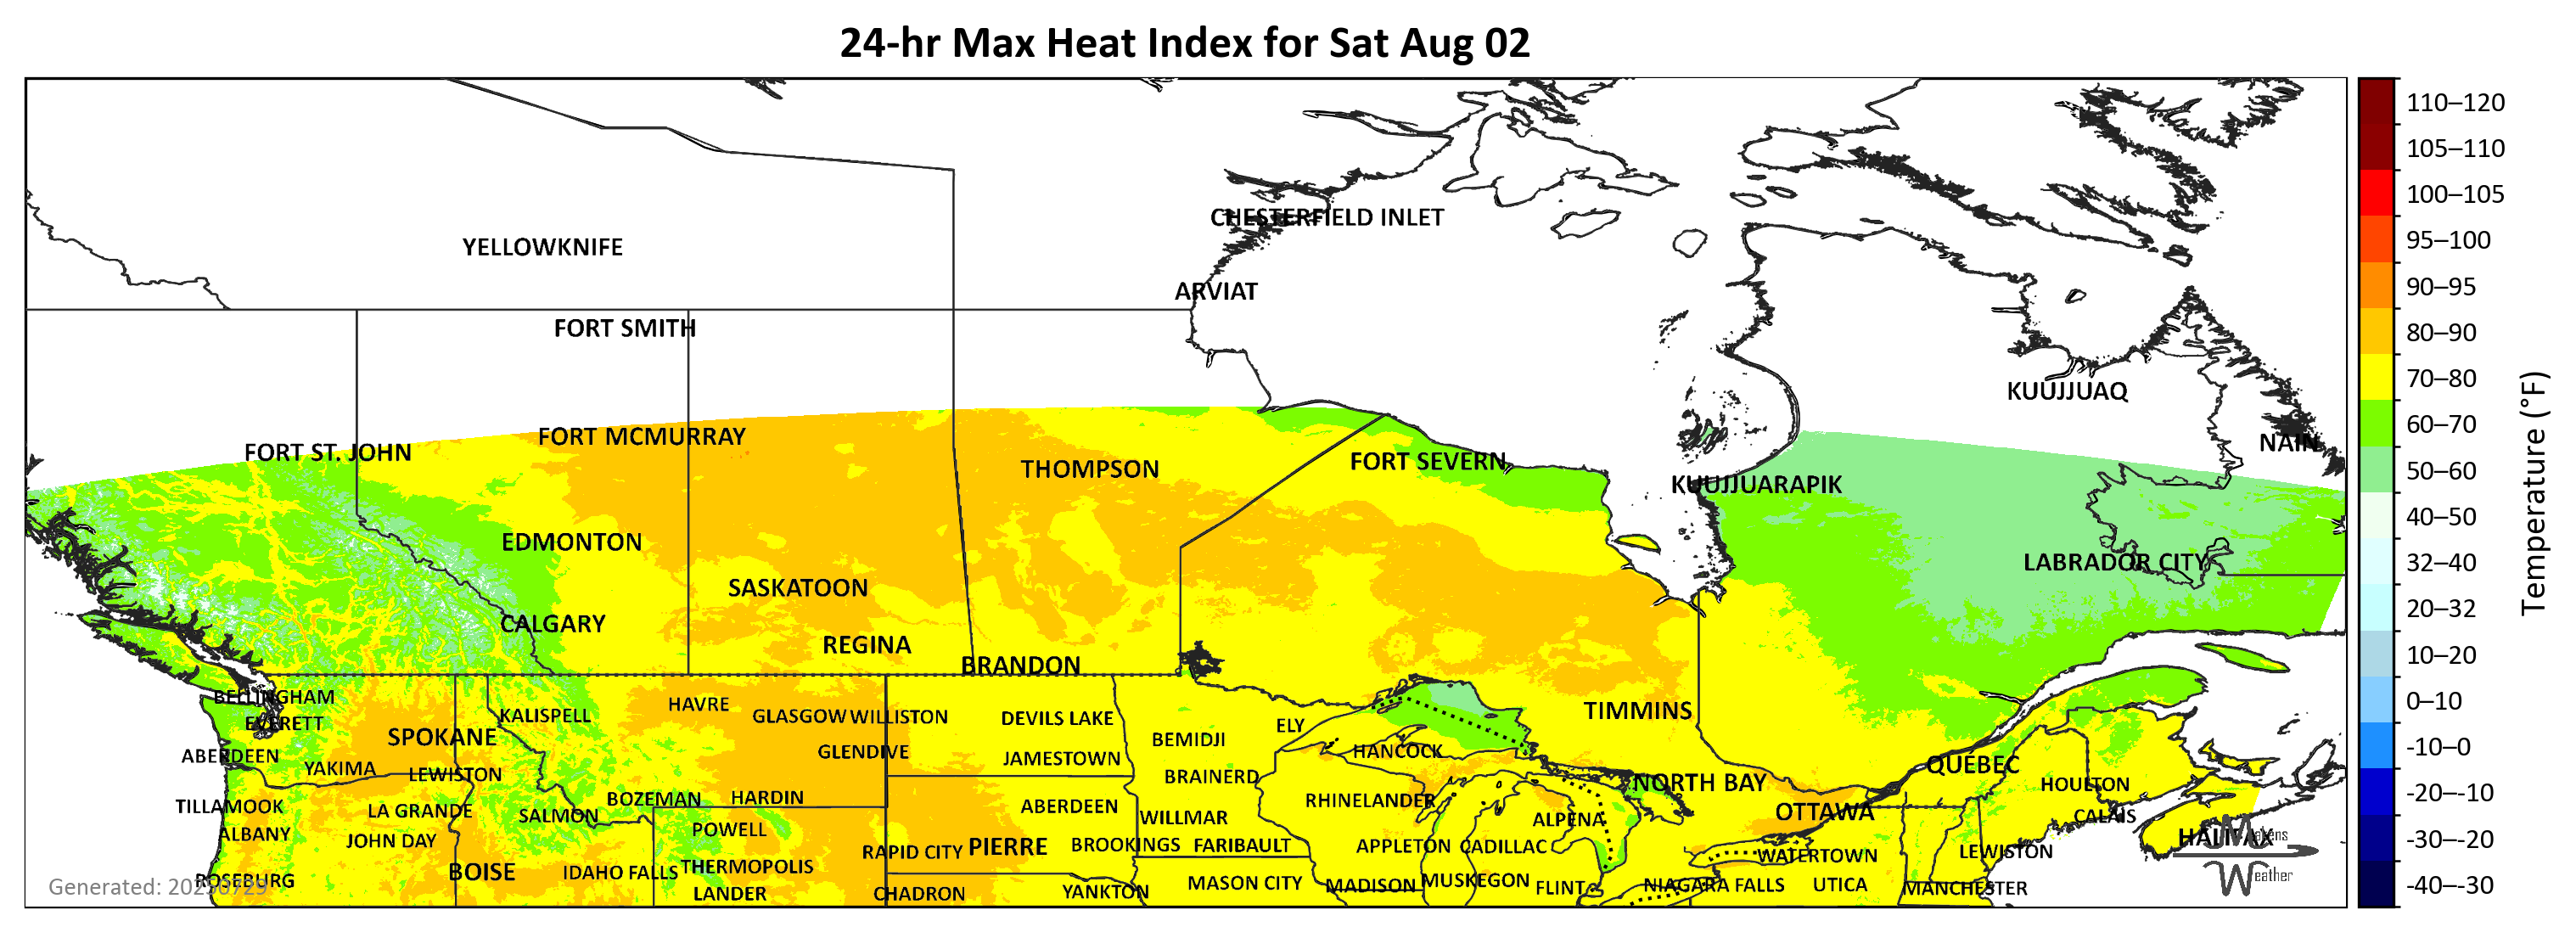 24-hr Max Heat Index for Sat Aug 02
CHESTERFIELD INLET
YELLOWKNIFE
ARVIAT
FORT SMITH
KUUJJUAQ
FORT MCMURRAY
NAIN
FORT ST. JOHN
FORT SEVERN
THOMPSON
KUUJJUARAPIK
EDMONTON
LABRADOR CITY
SASKATOON
CALGARY
REGINA
BRANDON
BELLINGHAM
HAVRE
TIMMINS
KALISPELL
GLASGOW
WILLISTON
DEVILS LAKE
EVERETT
ELY
SPOKANE
BEMIDJI
GLENDIVE
HANCOCK
ABERDEEN
JAMESTOWN
QUÉBEC
YAKIMA
LEWISTON
BRAINERD
NORTH BAY
HOULTON
BOZEMAN
HARDIN
RHINELANDER
TILLAMOOK
ABERDEEN
LA GRANDE
OTTAWA
SALMON
WILLMAR
CALAIS
ALPENA
POWELL
ALBANY
HALIFAX
JOHN DAY
BROOKINGS
FARIBAULT
APPLETON
CADILLAC
PIERRE
RAPID CITY
LEWISTON
WATERTOWN
THERMOPOLIS
BOISE
IDAHO FALLS
ROSEBURG
MUSKEGON
MASON CITY
MADISON
NIAGARA FALLS
UTICA
FLINT
MANCHESTER
YANKTON
LANDER
CHADRON
Generated: 20250729
Makens
Weather
110–120
105–110
100–105
95–100
90–95
80–90
70–80
60–70
50–60
40–50
32–40
20–32
10–20
0–10
-10–0
-20–-10
-30–-20
-40–-30
Temperature (°F)